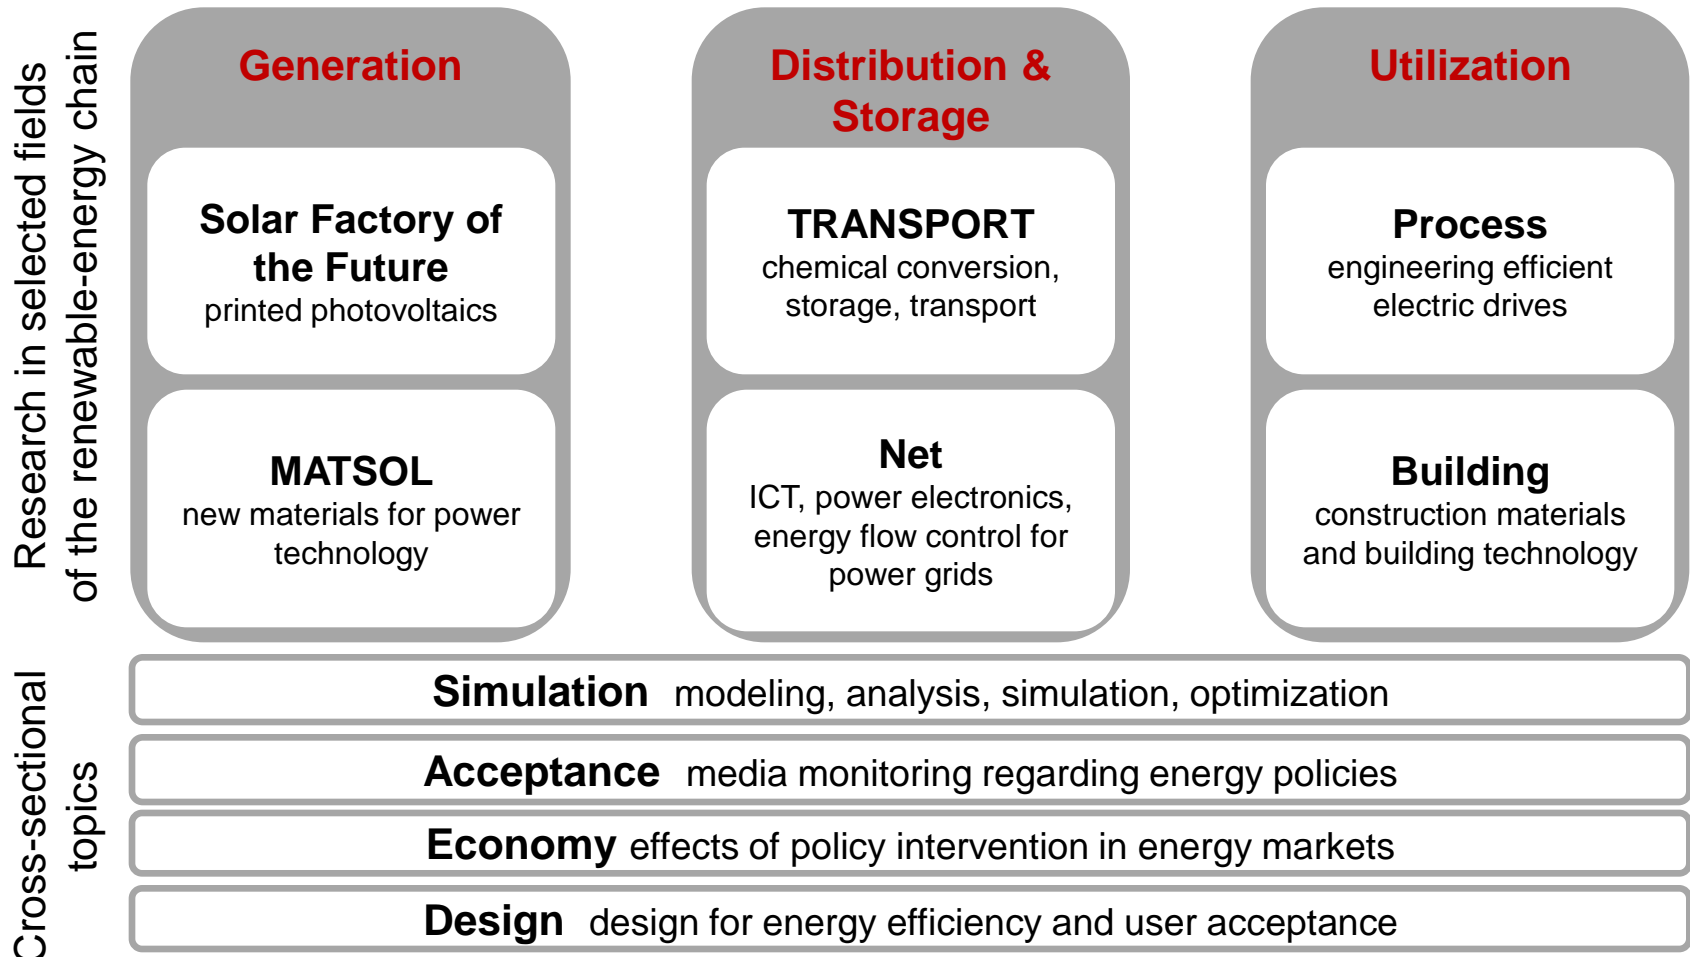 Research in selected fields
of the renewable-energy chain
Generation
Solar Factory of
the Future
printed photovoltaics
MATSOL
new materials for power
technology
Distribution &
Storage
TRANSPORT
chemical conversion,
storage, transport
Net
ICT, power electronics,
energy flow control for
power grids
Utilization
Process
engineering efficient
electric drives
Building
construction materials
and building technology
Cross-sectional
topics
Simulation modeling, analysis, simulation, optimization
Acceptance media monitoring regarding energy policies
Economy effects of policy intervention in energy markets
Design design for energy efficiency and user acceptance